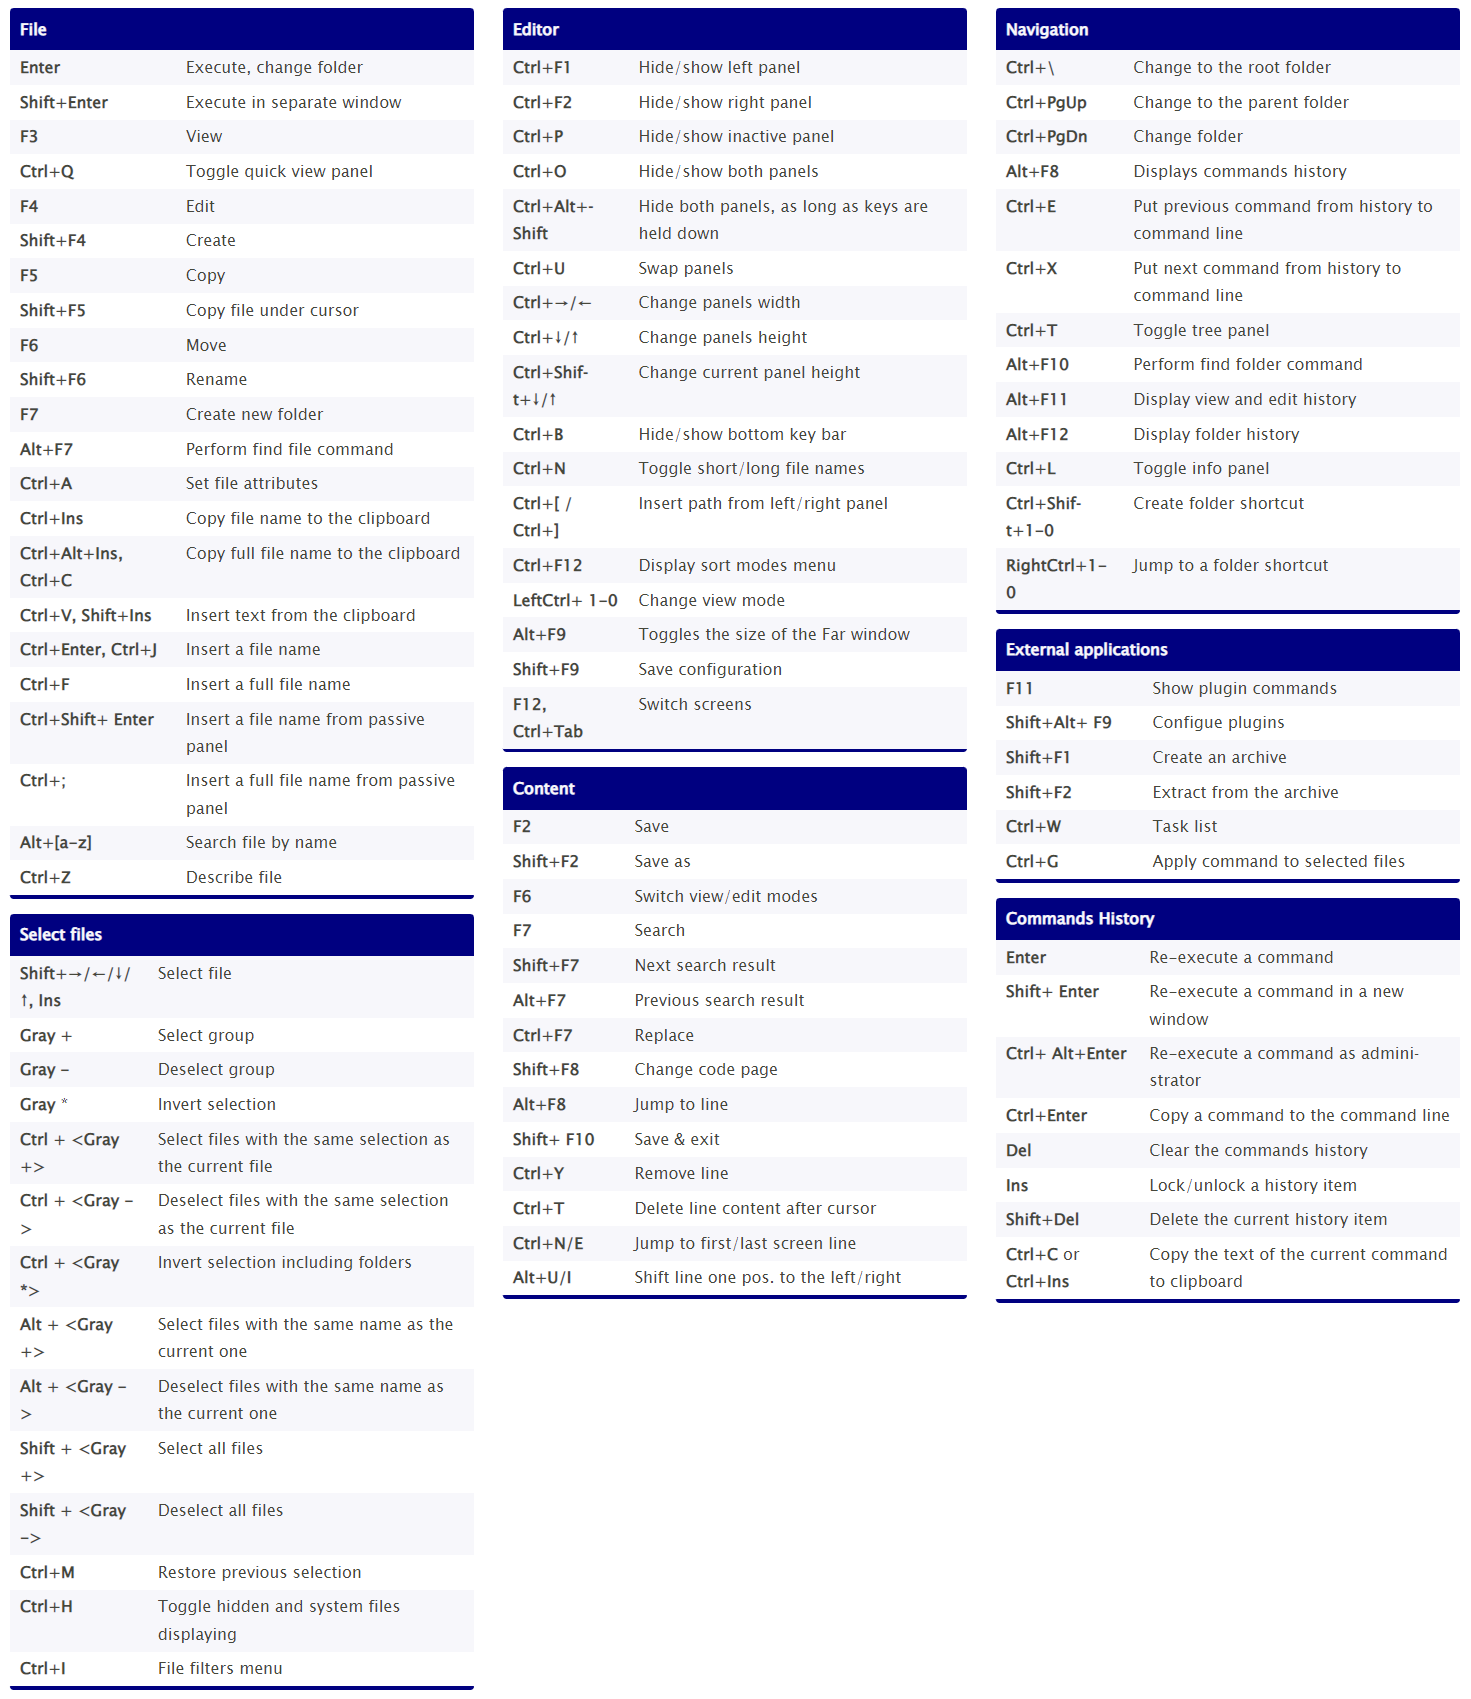 File
Enter Execute, change folder
Shift+Enter Execute in separate window
F3 View
Ctrl+Q Toggle quick view panel
F4 Edit
Shift+F4 Create
F5 Copy
Shift+F5 Copy file under cursor
F6 Move
Shift+F6 Rename
F7 Create new folder
Alt+F7 Perform find file command
Ctrl+A Set file attributes
Ctrl+Ins Copy file name to the clipboard
Ctrl+Alt+Ins, Copy full file name to the clipboard
Ctrl+C
Ctrl+V, Shift+Ins Insert text from the clipboard
Ctrl+Enter, Ctrl+J Insert a file name
Ctrl+F Insert a full file name
Ctrl+Shift+ Enter Insert a file name from passive
panel
Ctrl+; Insert a full file name from passive
panel
Alt+[a-z] Search file by name
Ctrl+Z Describe file
Select files
Shift+→/←/↓/ Select file
↑, Ins
Gray + Select group
Gray - Deselect group
Gray * Invert selection
Ctrl + <Gray Select files with the same selection as
+> the current file
Ctrl + <Gray - Deselect files with the same selection
> as the current file
Ctrl + <Gray Invert selection including folders
*>
Alt + <Gray Select files with the same name as the
+> current one
Alt + <Gray - Deselect files with the same name as
> the current one
Shift + <Gray Select all files
+>
Shift + <Gray Deselect all files
->
Ctrl+M Restore previous selection
Ctrl+H Toggle hidden and system files
displaying
Ctrl+I File filters menu
Editor
Ctrl+F1 Hide/show left panel
Ctrl+F2 Hide/show right panel
Ctrl+P Hide/show inactive panel
Ctrl+O Hide/show both panels
Ctrl+Alt+- Hide both panels, as long as keys are
Shift held down
Ctrl+U Swap panels
Ctrl+→/← Change panels width
Ctrl+↓/↑ Change panels height
Ctrl+Shif- Change current panel height
t+↓/↑
Ctrl+B Hide/show bottom key bar
Ctrl+N Toggle short/long file names
Ctrl+[ / Insert path from left/right panel
Ctrl+]
Ctrl+F12 Display sort modes menu
LeftCtrl+ 1-0 Change view mode
Alt+F9 Toggles the size of the Far window
Shift+F9 Save configuration
F12, Switch screens
Ctrl+Tab
Content
F2 Save
Shift+F2 Save as
F6 Switch view/edit modes
F7 Search
Shift+F7 Next search result
Alt+F7 Previous search result
Ctrl+F7 Replace
Shift+F8 Change code page
Alt+F8 Jump to line
Shift+ F10 Save & exit
Ctrl+Y Remove line
Ctrl+T Delete line content after cursor
Ctrl+N/E Jump to first/last screen line
Alt+U/I Shift line one pos. to the left/right
Navigation
Ctrl+\ Change to the root folder
Ctrl+PgUp Change to the parent folder
Ctrl+PgDn Change folder
Alt+F8 Displays commands history
Ctrl+E Put previous command from history to
command line
Ctrl+X Put next command from history to
command line
Ctrl+T Toggle tree panel
Alt+F10 Perform find folder command
Alt+F11 Display view and edit history
Alt+F12 Display folder history
Ctrl+L Toggle info panel
Ctrl+Shif- Create folder shortcut
t+1-0
RightCtrl+1- Jump to a folder shortcut
0
External applications
F11 Show plugin commands
Shift+Alt+ F9 Configue plugins
Shift+F1 Create an archive
Shift+F2 Extract from the archive
Ctrl+W Task list
Ctrl+G Apply command to selected files
Commands History
Enter Re-execute a command
Shift+ Enter Re-execute a command in a new
window
Ctrl+ Alt+Enter Re-execute a command as admini-
strator
Ctrl+Enter Copy a command to the command line
Del Clear the commands history
Ins Lock/unlock a history item
Shift+Del Delete the current history item
Ctrl+C or Copy the text of the current command
Ctrl+Ins to clipboard